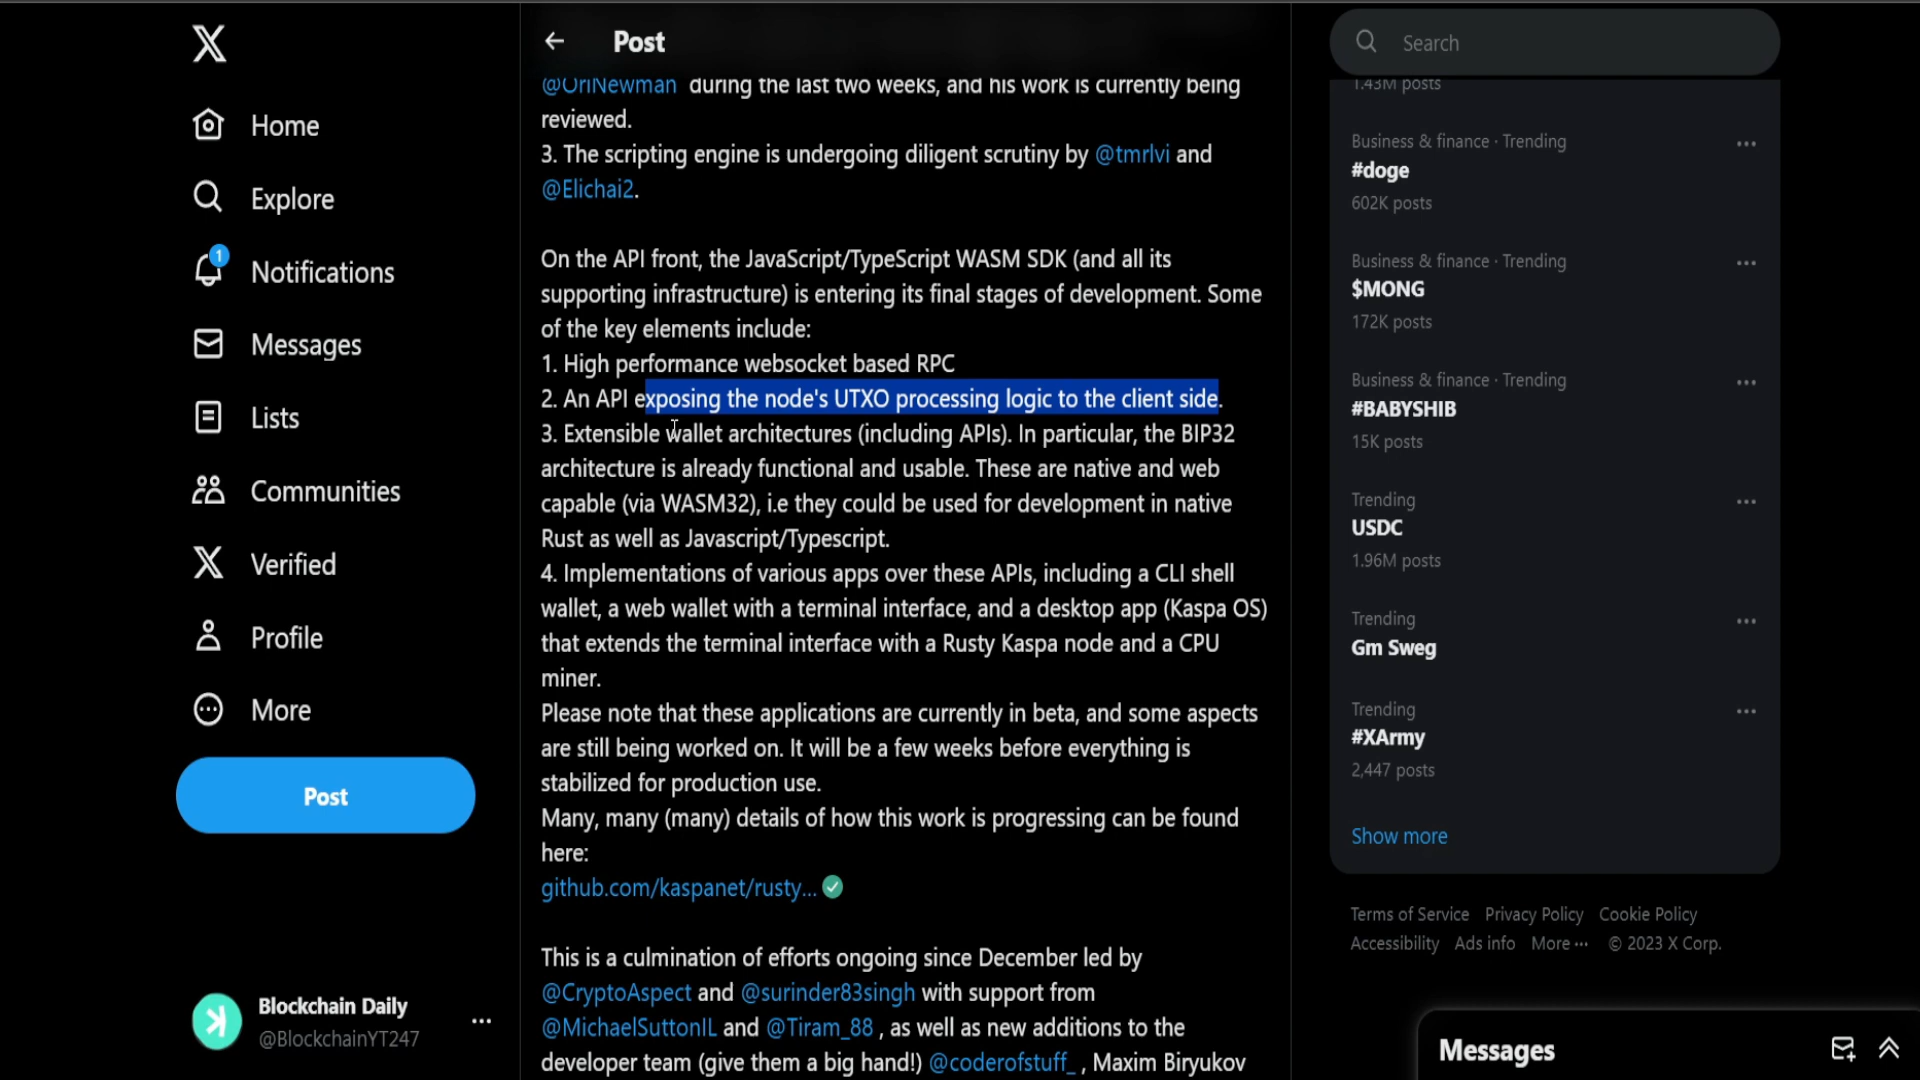 Home
Explore
1
Notifications
Messages
Lists
Communities
Verified
Profile
More
Post
Blockchain Daily
@BlockchainYT247
Post
@OriNewman during the last two weeks, and his work is currently being
reviewed.
3. The scripting engine is undergoing diligent scrutiny by @tmrlvi and
@Elichai2.
On the API front, the JavaScript/TypeScript WASM SDK (and all its
supporting infrastructure) is entering its final stages of development. Some
of the key elements include:
1. High performance websocket based RPC
2. An API exposing the node's UTXO processing logic to the client side.
3. Extensible wallet architectures (including APIs). In particular, the BIP32
architecture is already functional and usable. These are native and web
capable (via WASM32), i.e they could be used for development in native
Rust as well as Javascript/Typescript.
4. Implementations of various apps over these APIs, including a CLI shell
wallet, a web wallet with a terminal interface, and a desktop app (Kaspa OS)
that extends the terminal interface with a Rusty Kaspa node and a CPU
miner.
Please note that these applications are currently in beta, and some aspects
are still being worked on. It will be a few weeks before everything is
stabilized for production use.
Many, many (many) details of how this work is progressing can be found
here:
github.com/kaspanet/rusty...
This is a culmination of efforts ongoing since December led by
@CryptoAspect and @surinder83singh with support from
@MichaelSuttonIL and @Tiram_88 , as well as new additions to the
developer team (give them a big hand!) @coderofstuff_ , Maxim Biryukov
Search
1.43M posts
Business & finance · Trending
#doge
602K posts
Business & finance · Trending
$MONG
172K posts
Business & finance · Trending
#BABYSHIB
15K posts
Trending
USDC
1.96M posts
Trending
Gm Sweg
Trending
#XArmy
2,447 posts
Show more
Terms of Service Privacy Policy Cookie Policy
Accessibility Ads info More ··· © 2023 X Corp.
Messages